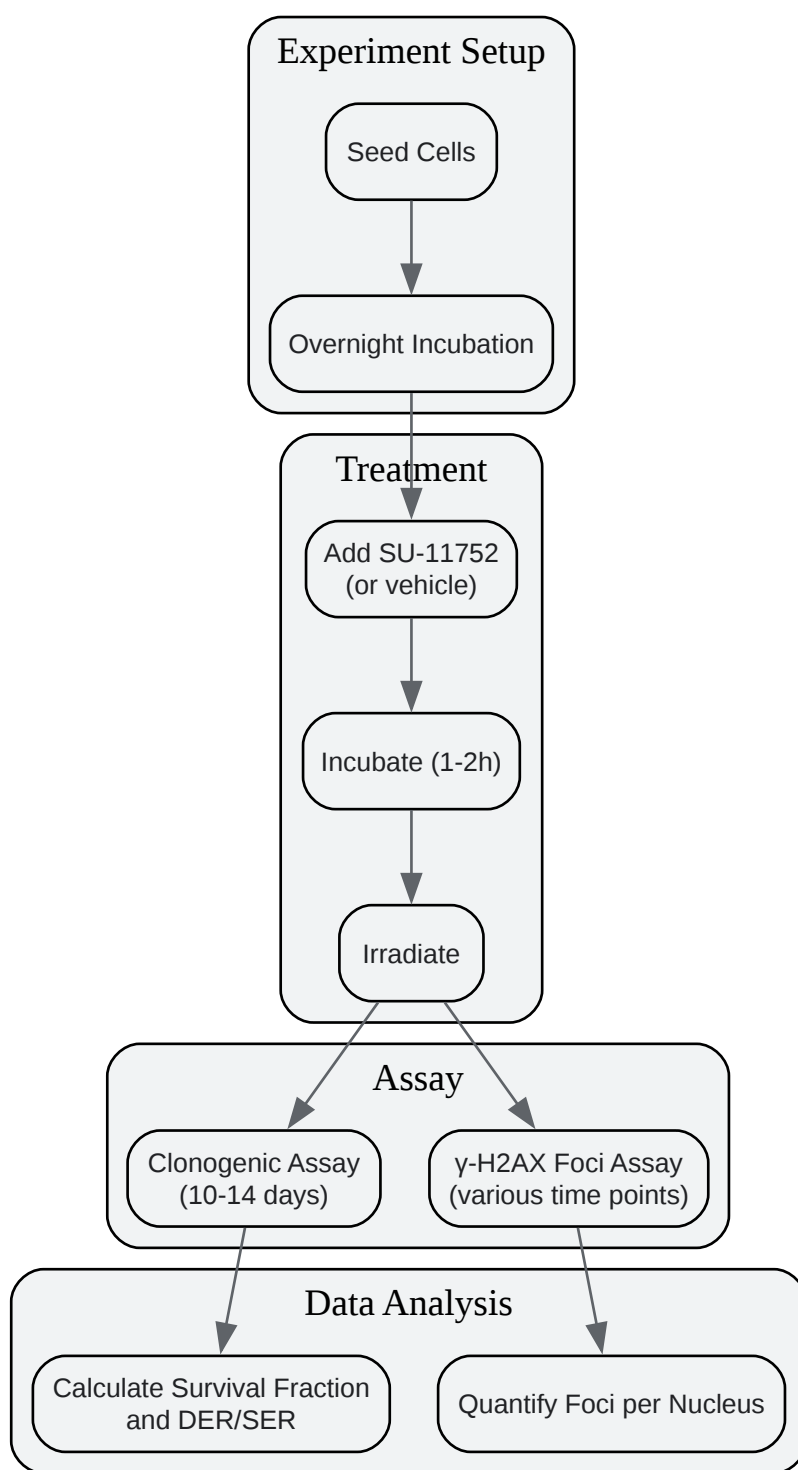 Experiment Setup
Seed Cells
Overnight Incubation
Treatment
Add SU-11752
(or vehicle)
Incubate (1-2h)
Irradiate
Assay
Clonogenic Assay
(10-14 days)
γ-H2AX Foci Assay
(various time points)
Data Analysis
Calculate Survival Fraction
and DER/SER
Quantify Foci per Nucleus